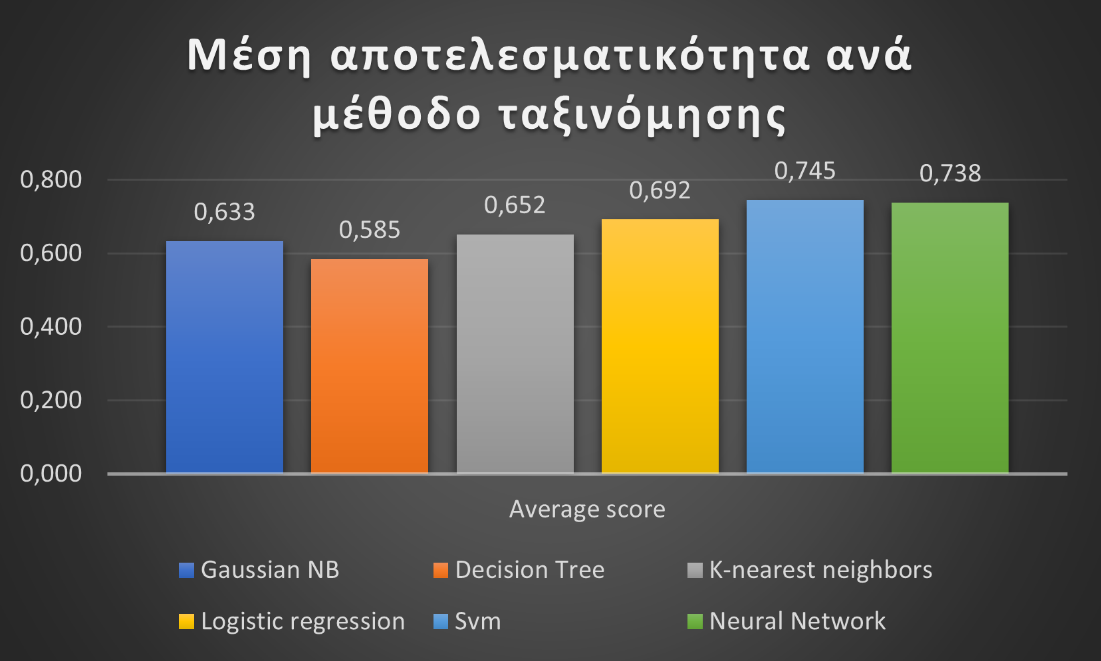 Μέση αποτελεσματικότητα ανά
μέθοδο ταξινόμησης
0,800
0,600
0,400
0,200
0,000
0,633
0,585
0,652
0,692
0,745
0,738
Average score
Gaussian NB
Decision Tree
K-nearest neighbors
Logistic regression
Svm
Neural Network